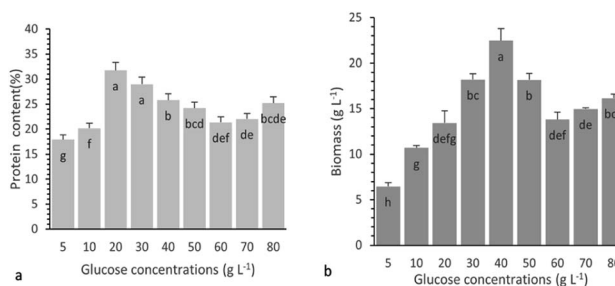 Protein content(%)
40
35
30
25
20
15
10
5
0
g
f
a
a
b
bcd
def
de
bcde
5 10 20 30 40 50 60 70 80
Glucose concentrations (g L-1)
a
Biomass (g L-1)
25
20
15
10
5
0
h
g
defg
bc
a
b
def
de
5 10 20 30 40 50 60 70
Glucose concentrations (g L-1)
b